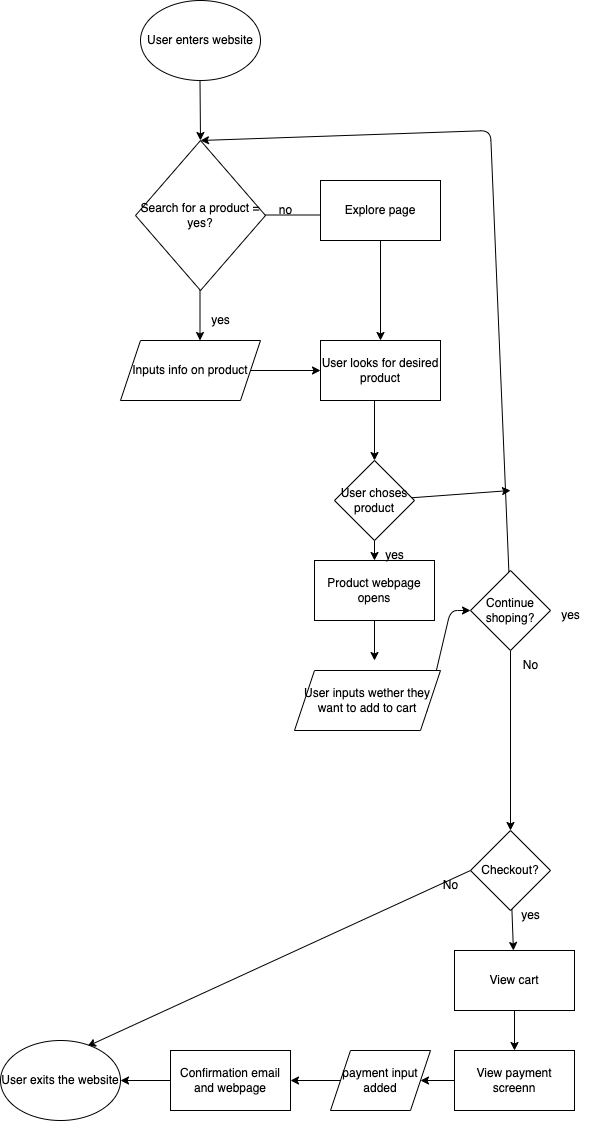 User enters website
Search for a product =
yes?
no
Explore page
yes
Inputs info on product
User looks for desired
product
User choses
product
yes
Product webpage
opens
Continue
shoping?
yes
No
User inputs wether they
want to add to cart
Checkout?
No
yes
View cart
User exits the website
Confirmation email
and webpage
payment input
added
View payment
screenn